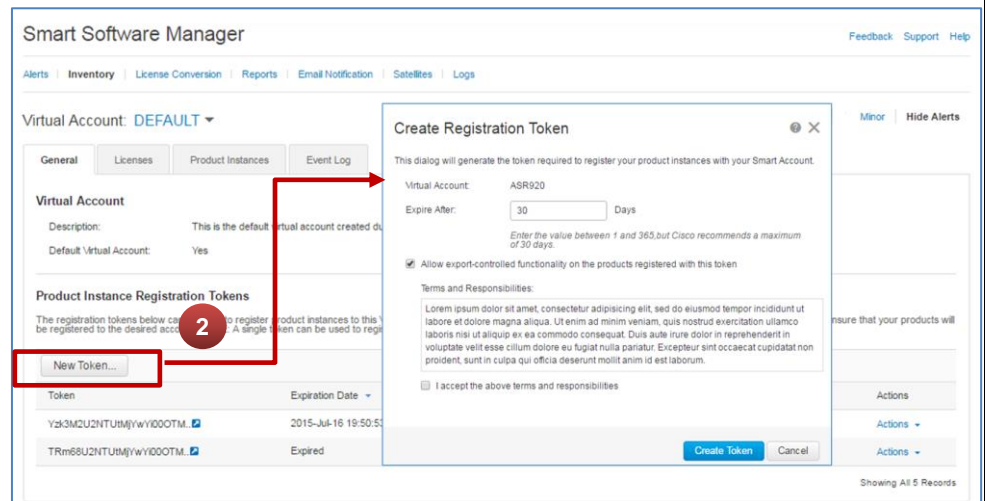 Smart Software Manager
Feedback Support Help
Alerts Inventory License Conversion Reports Email Notification Satellites Logs
Virtual Account: DEFAULT
Minor Hide Alerts
General Licenses Product Instances Event Log
Virtual Account
Description: This is the default virtual account created du
Default Virtual Account: Yes
Product Instance Registration Tokens
The registration tokens below ca to register product instances to this V
nsure that your products will
be registered to the desired acco A single token can be used to regi
2
New Token...
Token Expiration Date Actions
Yzk3M2U2NTUtMjYwYi00OTM.. 2015-Jul-16 19:50:53 Actions
TRm68U2NTUtMjYwYi00OTM.. Expired Actions
Showing All 5 Records
Create Registration Token
This dialog will generate the token required to register your product instances with your Smart Account.
Virtual Account: ASR920
Expire After: 30 Days
Enter the value between 1 and 365,but Cisco recommends a maximum
of 30 days.
Allow export-controlled functionality on the products registered with this token
Terms and Responsibilities:
Lorem ipsum dolor sit amet, consectetur adipisicing elit, sed do eiusmod tempor incididunt ut
labore et dolore magna aliqua. Ut enim ad minim veniam, quis nostrud exercitation ullamco
laboris nisi ut aliquip ex ea commodo consequat. Duis aute irure dolor in reprehenderit in
voluptate velit esse cillum dolore eu fugiat nulla pariatur. Excepteur sint occaecat cupidatat non
proident, sunt in culpa qui officia deserunt mollit anim id est laborum.
I accept the above terms and responsibilities
Create Token Cancel